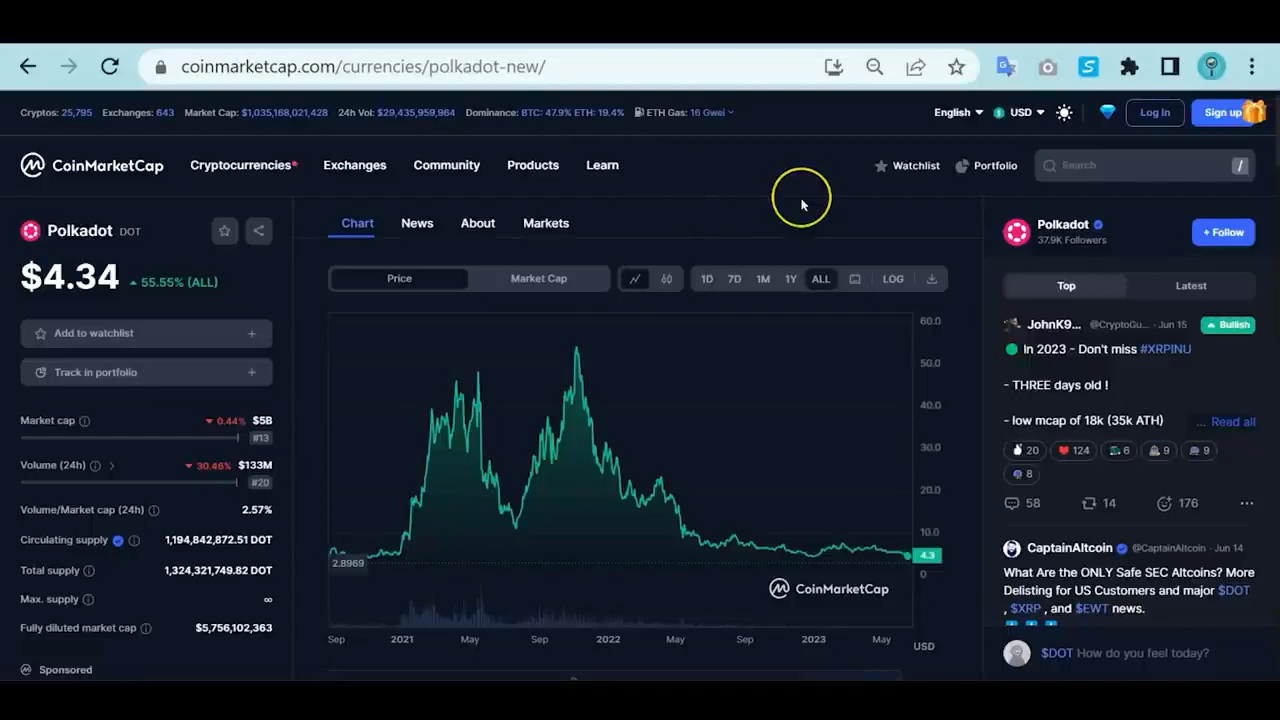 coinmarketcap.com/currencies/polkadot-new/
Cryptos: 25,795 Exchanges: 643 Market Cap: $1,035,168,021,428 24h Vol: $29,435,959,964 Dominance: BTC: 47.9% ETH: 19.4% ETH Gas: 16 Gwei English USD Log In Sign up
CoinMarketCap Cryptocurrencies Exchanges Community Products Learn Watchlist Portfolio Search /
Polkadot DOT
$4.34 55.55% (ALL)
Add to watchlist +
Track in portfolio +
Market cap 0.44% $5B
#13
Volume (24h) 30.46% $133M
#20
Volume/Market cap (24h) 2.57%
Circulating supply 1,194,842,872.51 DOT
Total supply 1,324,321,749.82 DOT
Max. supply ∞
Fully diluted market cap $5,756,102,363
Sponsored
Chart News About Markets
Price Market Cap 1D 7D 1M 1Y ALL LOG
60.0
50.0
40.0
30.0
20.0
10.0
4.3
0
2.8969
CoinMarketCap
Sep 2021 May Sep 2022 May Sep 2023 May
USD
Polkadot
37.9K Followers
+ Follow
Top Latest
JohnK9... @CryptoGu... · Jun 15 Bullish
In 2023 - Don't miss #XRPINU
- THREE days old !
- low mcap of 18k (35k ATH) ... Read all
20 124 6 9 9
8
58 14 176 ...
CaptainAltcoin @CaptainAltcoin · Jun 14
What Are the ONLY Safe SEC Altcoins? More
Delisting for US Customers and major $DOT
, $XRP , and $EWT news.
$DOT How do you feel today?